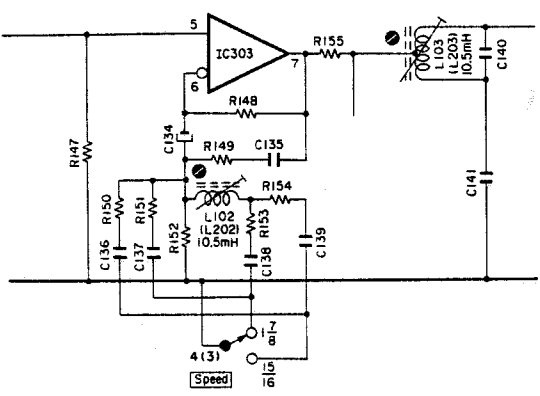 5
IC303
6
7
R155
L103
(L203)
10.5mH
C140
R148
C134
R149
C135
R147
C141
R150
R151
R152
L102
(L202)
10.5mH
R154
R153
C136
C137
C138
C139
1 7/8
4(3)
15/16
Speed